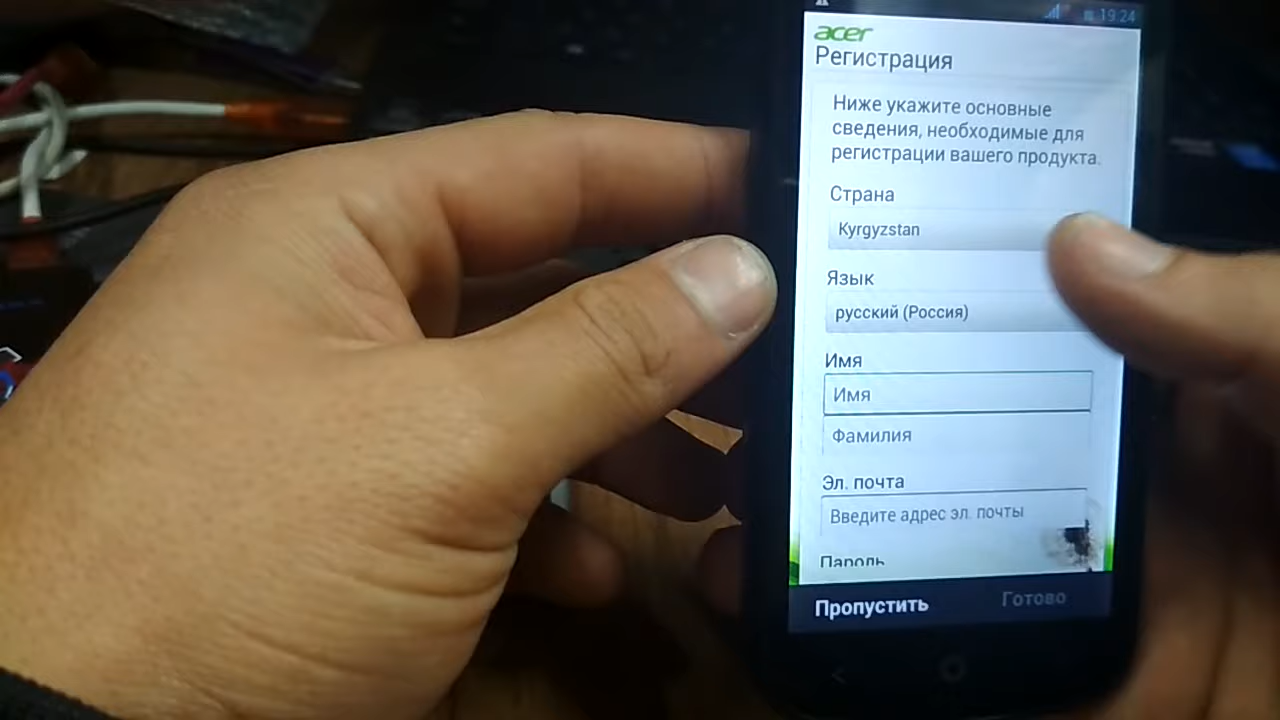 19:24
acer
Регистрация
Ниже укажите основные
сведения, необходимые для
регистрации вашего продукта.
Страна
Kyrgyzstan
Язык
русский (Россия)
Имя
Имя
Фамилия
Эл. почта
Введите адрес эл. почты
Пароль
Пропустить
Готово